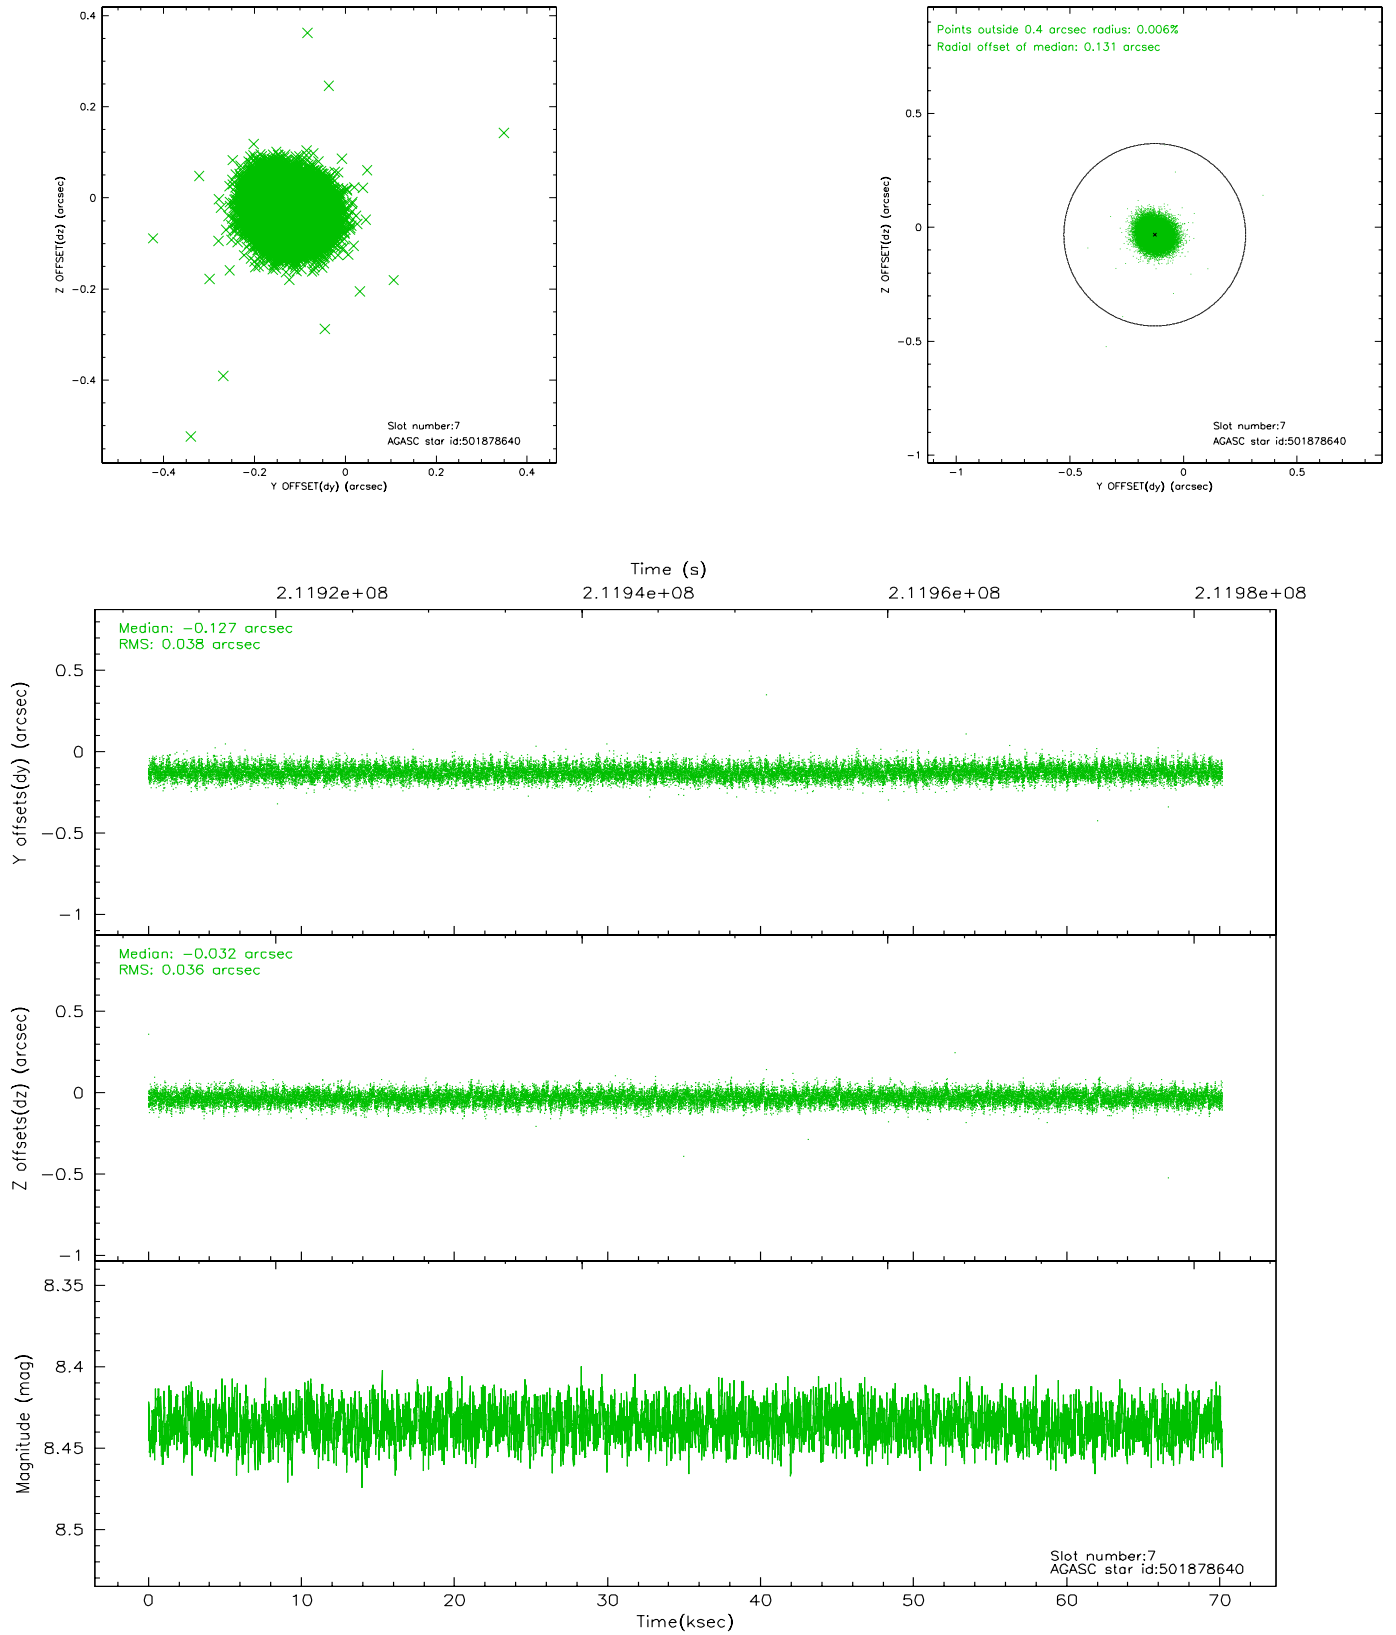 0.4
0.2
0
−0.2
−0.4
Z OFFSET(dz) (arcsec)
Slot number:7
AGASC star id:501878640
−0.4
−0.2
0
0.2
0.4
Y OFFSET(dy) (arcsec)
Points outside 0.4 arcsec radius: 0.006%
Radial offset of median: 0.131 arcsec
0.5
0
−0.5
−1
Z OFFSET(dz) (arcsec)
Slot number:7
AGASC star id:501878640
−1
−0.5
0
0.5
Y OFFSET(dy) (arcsec)
Time (s)
2.1192e+08
2.1194e+08
2.1196e+08
2.1198e+08
Median: −0.127 arcsec
RMS: 0.038 arcsec
0.5
0
−0.5
−1
Y offsets(dy) (arcsec)
Median: −0.032 arcsec
RMS: 0.036 arcsec
0.5
0
−0.5
−1
Z offsets(dz) (arcsec)
8.35
8.4
8.45
8.5
Magnitude (mag)
Slot number:7
AGASC star id:501878640
0
10
20
30
40
50
60
70
Time(ksec)